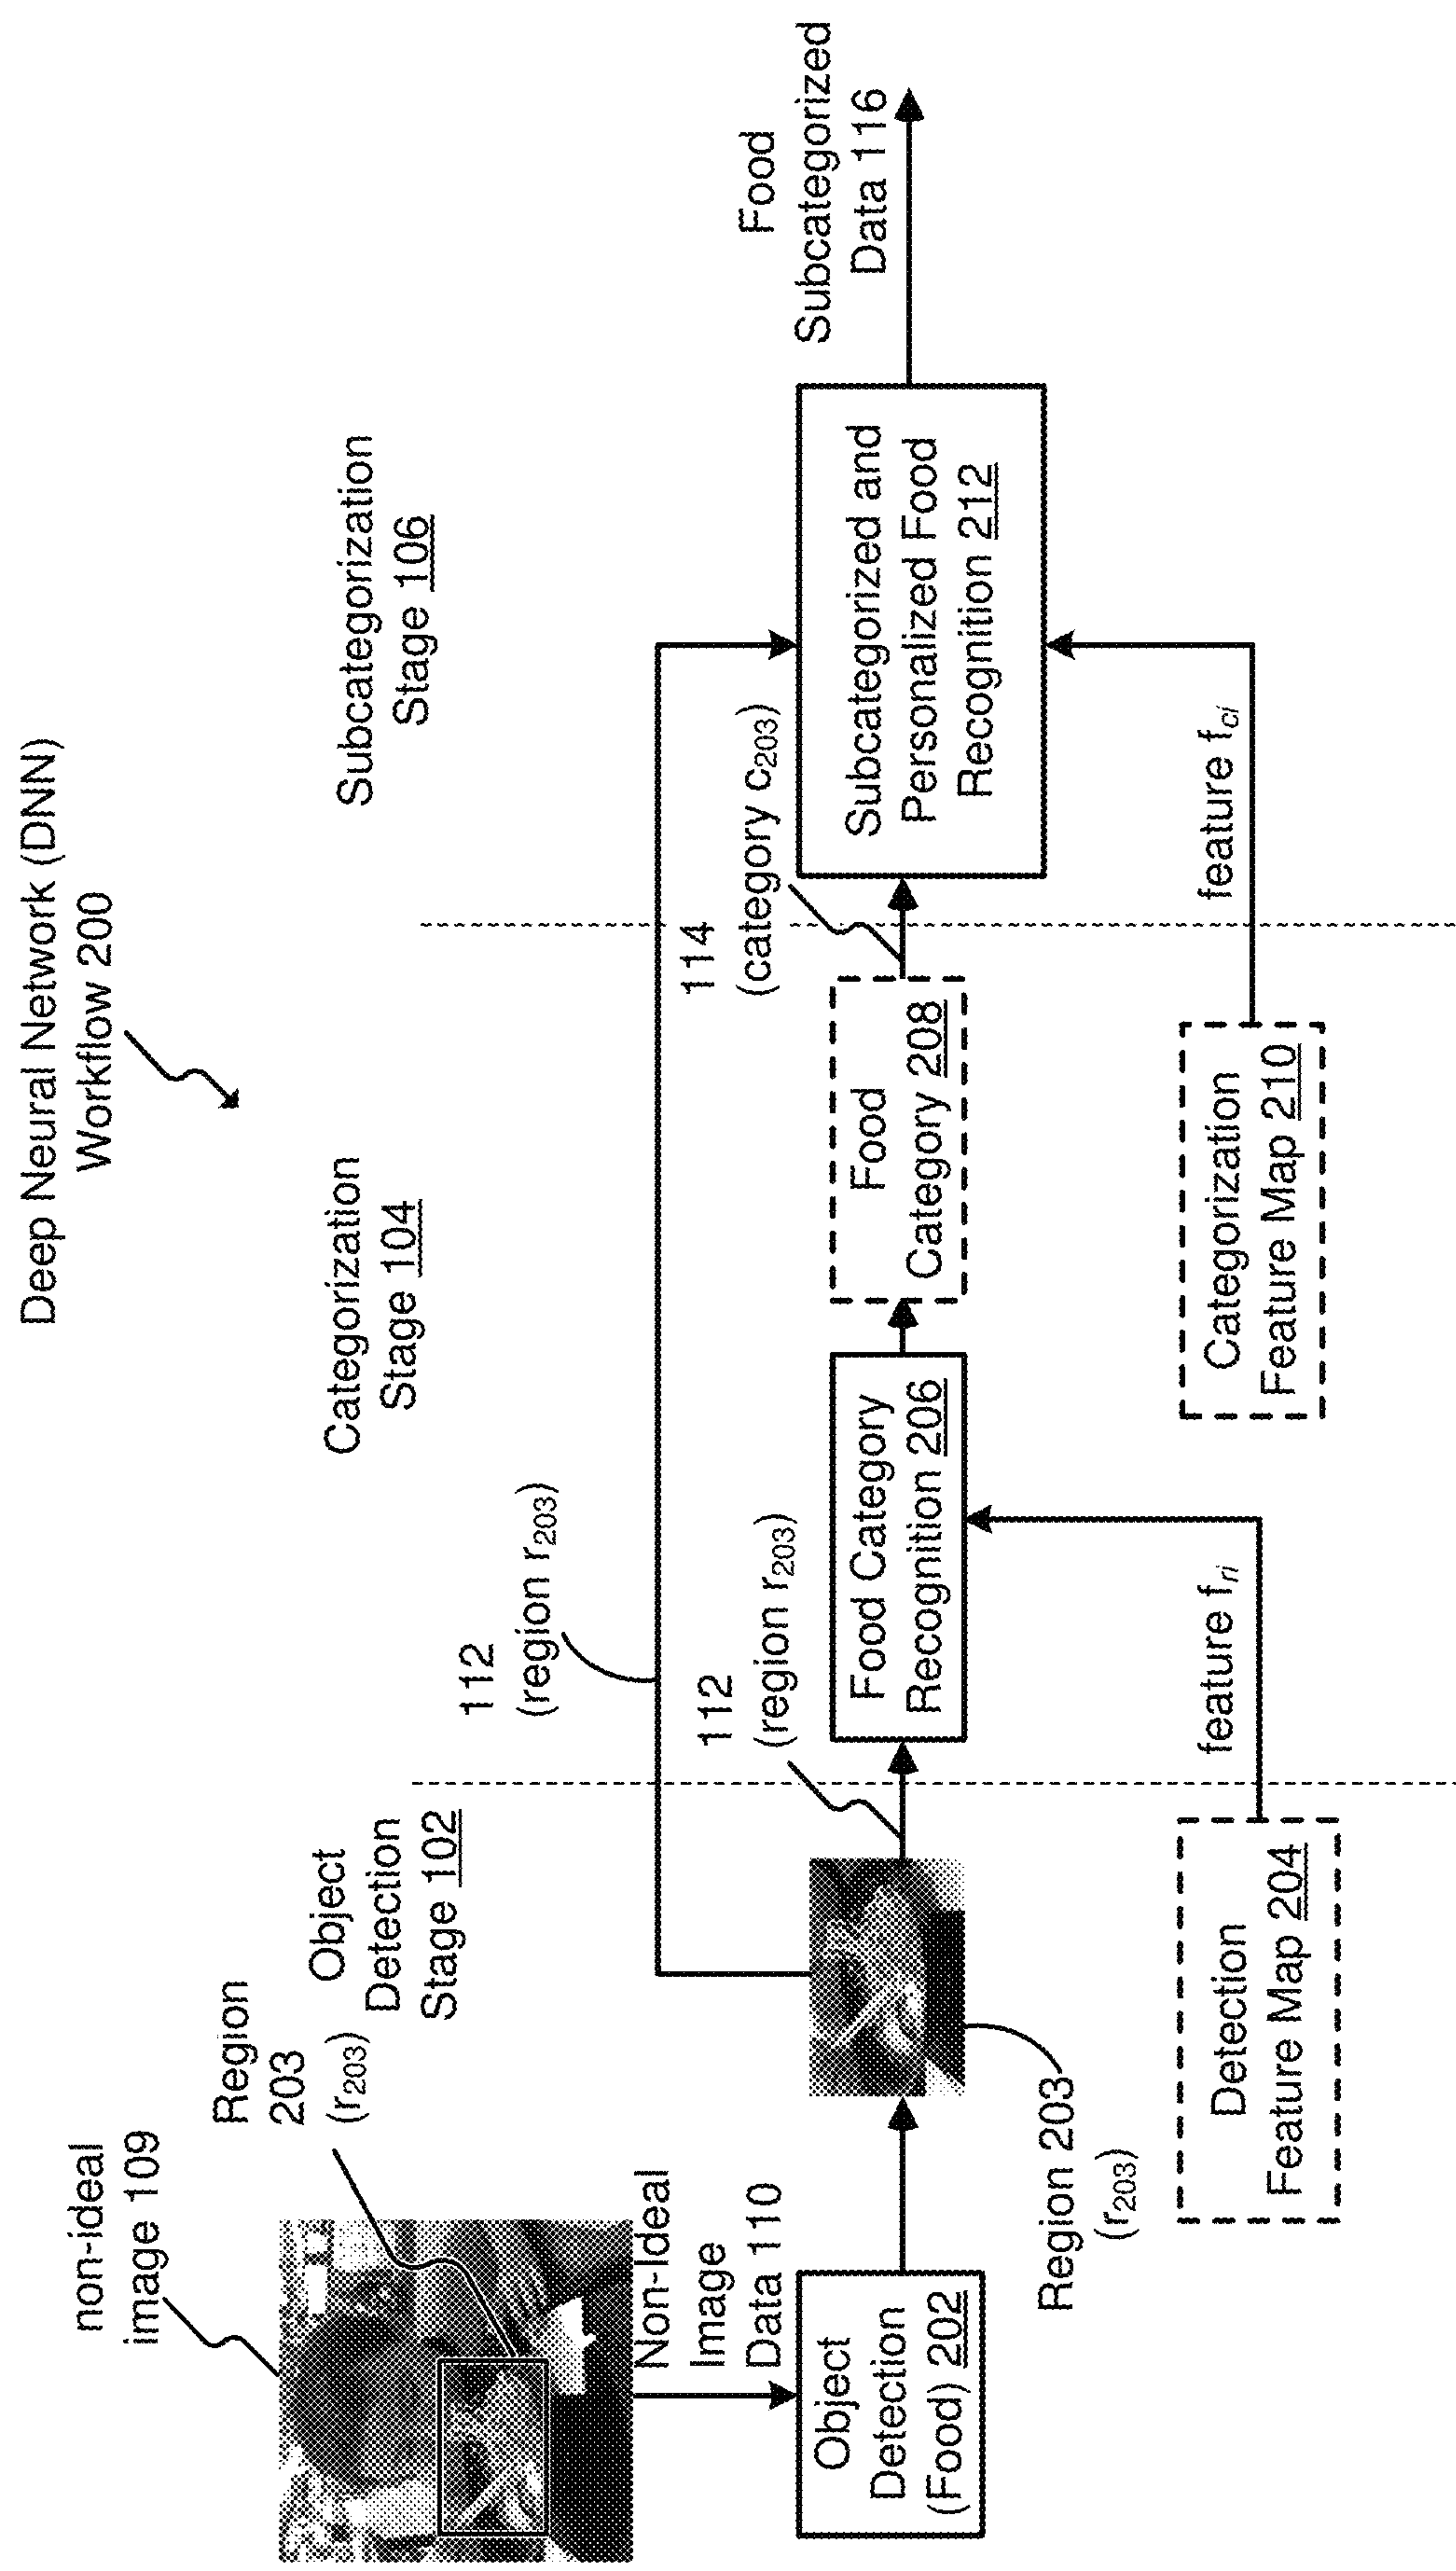 Deep Neural Network (DNN)
Workflow 200
non-ideal
image 109
Region
203
(r203)
Object
Detection
Stage 102
Categorization
Stage 104
Subcategorization
Stage 106
Non-Ideal
Image
Data 110
112
(region r203)
112
(region r203)
114
(category c203)
Object
Detection
(Food) 202
Region 203
(r203)
Food Category
Recognition 206
Food
Category 208
Subcategorized and
Personalized Food
Recognition 212
Food
Subcategorized
Data 116
Detection
Feature Map 204
feature fri
Categorization
Feature Map 210
feature fci